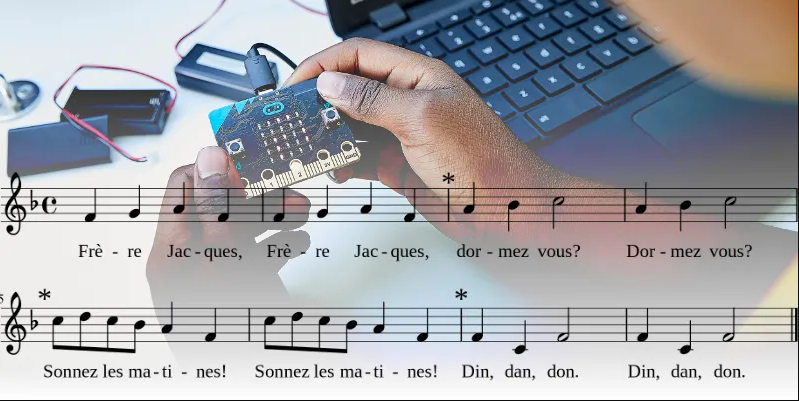 *
Frè - re Jac - ques, Frè - re Jac - ques, dor - mez vous? Dor - mez vous?
* *
Sonnez les ma - ti - nes! Sonnez les ma - ti - nes! Din, dan, don. Din, dan, don.